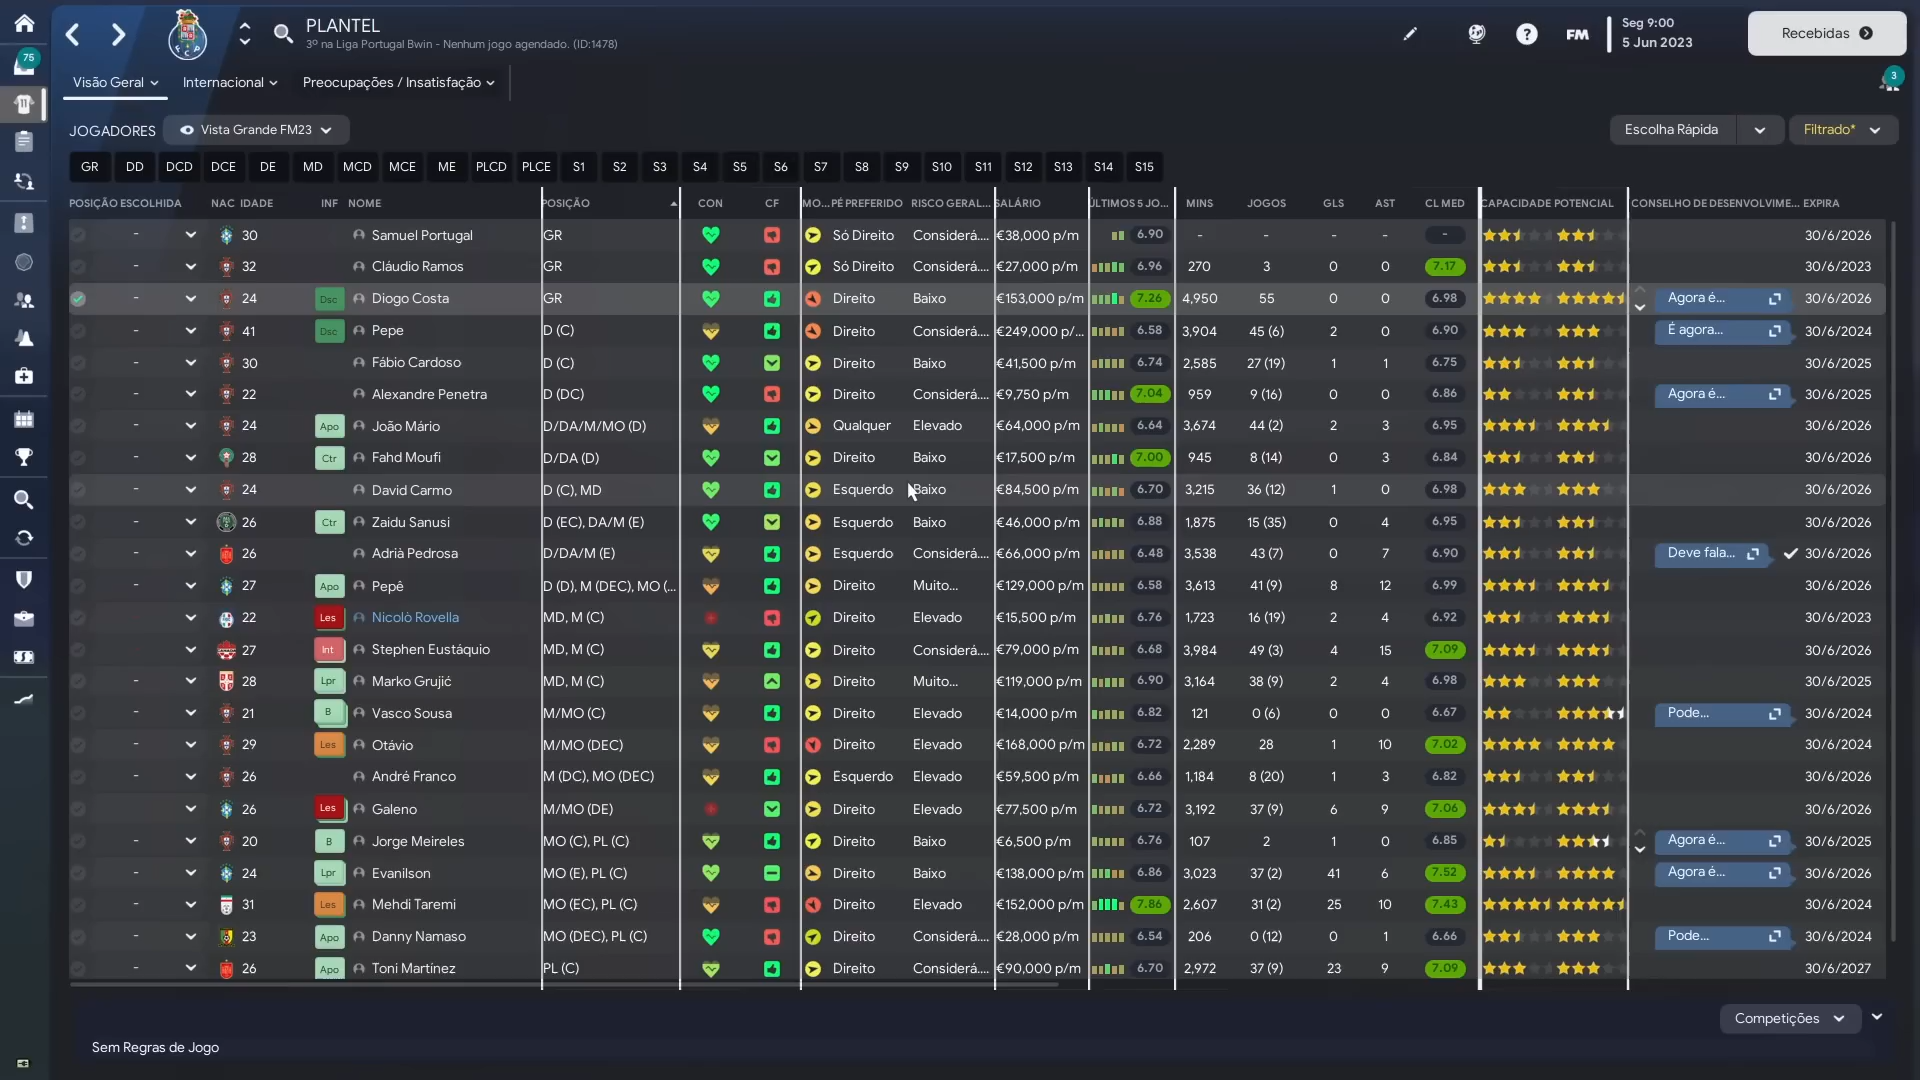 PLANTEL
3º na Liga Portugal Bwin - Nenhum jogo agendado. (ID:1478)
FM
Seg 9:00
5 Jun 2023
Recebidas
75
3
Visão Geral Internacional Preocupações / Insatisfação
JOGADORES Vista Grande FM23 Escolha Rápida Filtrado*
GR DD DCD DCE DE MD MCD MCE ME PLCD PLCE S1 S2 S3 S4 S5 S6 S7 S8 S9 S10 S11 S12 S13 S14 S15
POSIÇÃO ESCOLHIDA NAC IDADE INF NOME POSIÇÃO CON CF MO... PÉ PREFERIDO RISCO GERAL... SALÁRIO ÚLTIMOS 5 JO... MINS JOGOS GLS AST CL MED CAPACIDADE POTENCIAL CONSELHO DE DESENVOLVIME... EXPIRA
- 30 Samuel Portugal GR Só Direito Considerá.... €38,000 p/m 6.90 - - - - - 30/6/2026
- 32 Cláudio Ramos GR Só Direito Considerá.... €27,000 p/m 6.96 270 3 0 0 7.17 30/6/2023
- 24 Dsc Diogo Costa GR Direito Baixo €153,000 p/m 7.26 4,950 55 0 0 6.98 Agora é... 30/6/2026
- 41 Dsc Pepe D (C) Direito Considerá.... €249,000 p/... 6.58 3,904 45 (6) 2 0 6.90 É agora... 30/6/2024
- 30 Fábio Cardoso D (C) Direito Baixo €41,500 p/m 6.74 2,585 27 (19) 1 1 6.75 30/6/2025
- 22 Alexandre Penetra D (DC) Direito Considerá.... €9,750 p/m 7.04 959 9 (16) 0 0 6.86 Agora é... 30/6/2025
- 24 Apo João Mário D/DA/M/MO (D) Qualquer Elevado €64,000 p/m 6.64 3,674 44 (2) 2 3 6.95 30/6/2026
- 28 Ctr Fahd Moufi D/DA (D) Direito Baixo €17,500 p/m 7.00 945 8 (14) 0 3 6.84 30/6/2026
- 24 David Carmo D (C), MD Esquerdo Baixo €84,500 p/m 6.70 3,215 36 (12) 1 0 6.98 30/6/2026
- 26 Ctr Zaidu Sanusi D (EC), DA/M (E) Esquerdo Baixo €46,000 p/m 6.88 1,875 15 (35) 0 4 6.95 30/6/2026
- 26 Adrià Pedrosa D/DA/M (E) Esquerdo Considerá.... €66,000 p/m 6.48 3,538 43 (7) 0 7 6.90 Deve fala... 30/6/2026
- 27 Apo Pepê D (D), M (DEC), MO (... Direito Muito... €129,000 p/m 6.58 3,613 41 (9) 8 12 6.99 30/6/2026
- 22 Les Nicolò Rovella MD, M (C) Direito Elevado €15,500 p/m 6.76 1,723 16 (19) 2 4 6.92 30/6/2023
- 27 Int Stephen Eustáquio MD, M (C) Direito Considerá.... €79,000 p/m 6.68 3,984 49 (3) 4 15 7.09 30/6/2026
- 28 Lpr Marko Grujić MD, M (C) Direito Muito... €119,000 p/m 6.90 3,164 38 (9) 2 4 6.98 30/6/2025
- 21 B Vasco Sousa M/MO (C) Direito Elevado €14,000 p/m 6.82 121 0 (6) 0 0 6.67 Pode... 30/6/2024
- 29 Les Otávio M/MO (DEC) Direito Elevado €168,000 p/m 6.72 2,289 28 1 10 7.02 30/6/2024
- 26 André Franco M (DC), MO (DEC) Esquerdo Elevado €59,500 p/m 6.66 1,184 8 (20) 1 3 6.82 30/6/2026
- 26 Les Galeno M/MO (DE) Direito Elevado €77,500 p/m 6.72 3,192 37 (9) 6 9 7.06 30/6/2026
- 20 B Jorge Meireles MO (C), PL (C) Direito Baixo €6,500 p/m 6.76 107 2 1 0 6.85 Agora é... 30/6/2025
- 24 Lpr Evanilson MO (E), PL (C) Direito Baixo €138,000 p/m 6.86 3,023 37 (2) 41 6 7.52 Agora é... 30/6/2026
- 31 Les Mehdi Taremi MO (EC), PL (C) Direito Elevado €152,000 p/m 7.86 2,607 31 (2) 25 10 7.43 30/6/2024
- 23 Apo Danny Namaso MO (DEC), PL (C) Direito Considerá.... €28,000 p/m 6.54 206 0 (12) 0 1 6.66 Pode... 30/6/2024
- 26 Apo Toni Martínez PL (C) Direito Considerá.... €90,000 p/m 6.70 2,972 37 (9) 23 9 7.09 30/6/2027
Competições
Sem Regras de Jogo